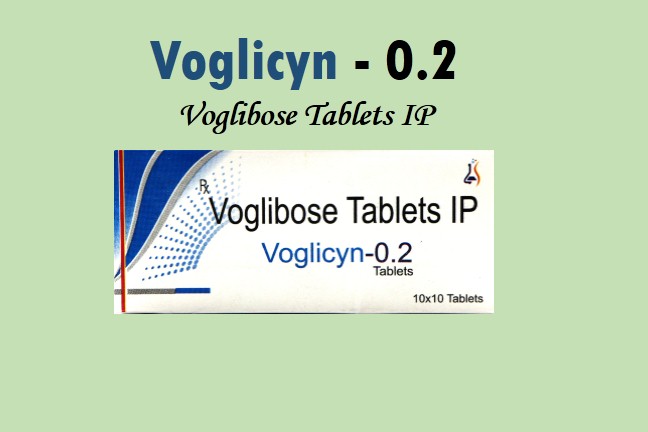 Voglicyn - 0.2
Voglibose Tablets IP
Rx
Voglibose Tablets IP
Voglicyn-0.2
Tablets
10x10 Tablets